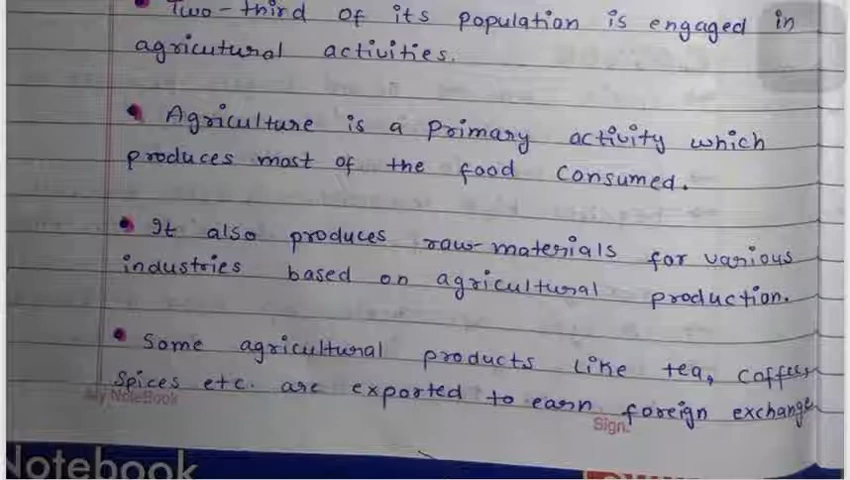 • Two-third of its population is engaged in
agricutural activities.
• Agriculture is a primary activity which
produces most of the food consumed.
• It also produces raw-materials for various
industries based on agricultural production.
• Some agricultural products like tea, coffees
spices etc. are exported to earn foreign exchange
My NoteBook
Sign.
Notebook